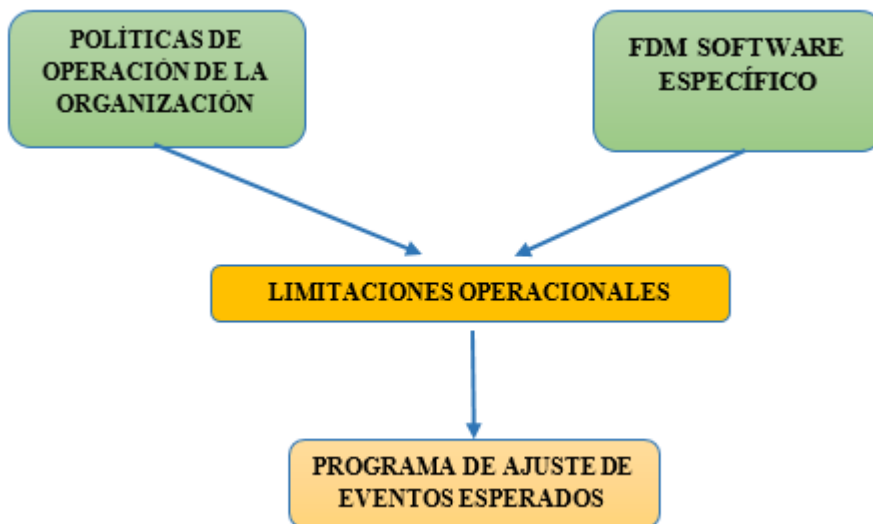 POLÍTICAS DE
OPERACIÓN DE LA
ORGANIZACIÓN
FDM SOFTWARE
ESPECÍFICO
LIMITACIONES OPERACIONALES
PROGRAMA DE AJUSTE DE
EVENTOS ESPERADOS